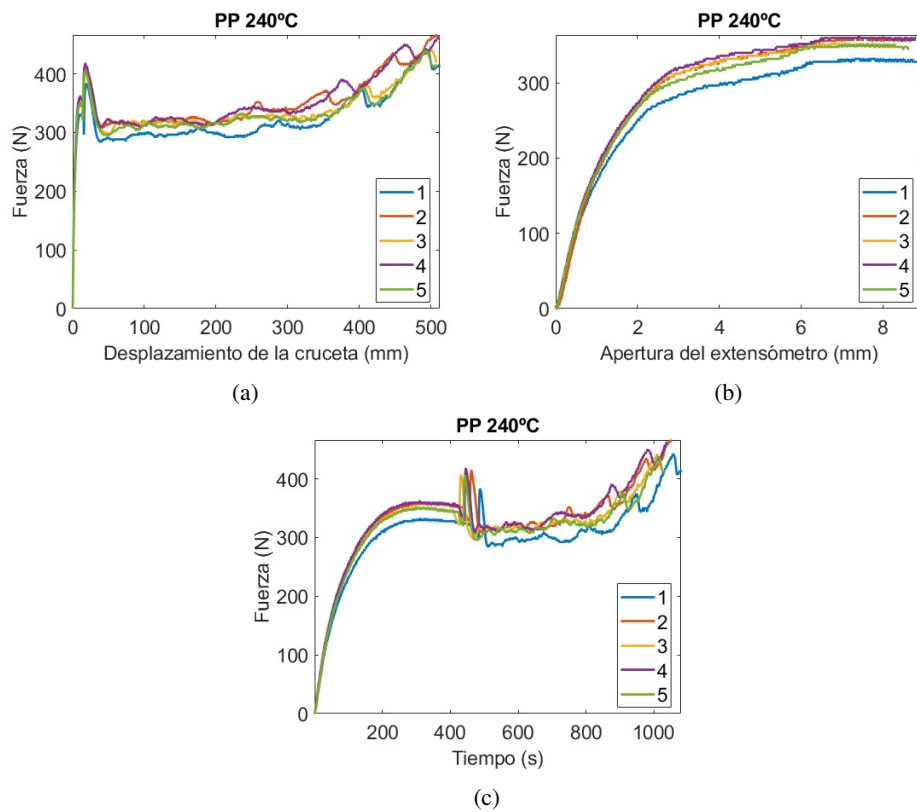 PP 240ºC
Fuerza (N)
400
300
200
100
0
1
2
3
4
5
0 100 200 300 400 500
Desplazamiento de la cruceta (mm)
(a)
PP 240ºC
Fuerza (N)
300
200
100
0
1
2
3
4
5
0 2 4 6 8
Apertura del extensómetro (mm)
(b)
PP 240ºC
Fuerza (N)
400
300
200
100
0
1
2
3
4
5
200 400 600 800 1000
Tiempo (s)
(c)